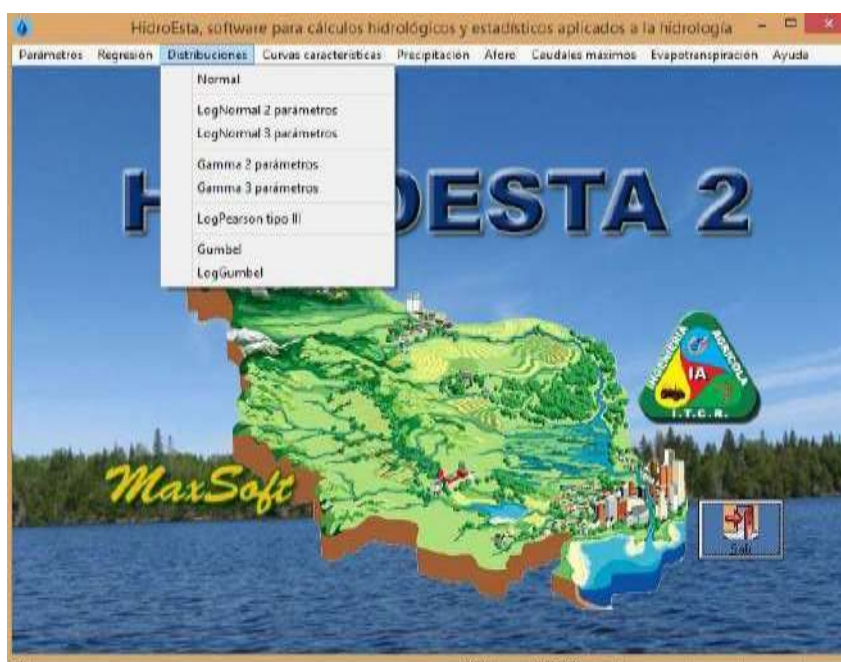 HidroEsta, software para cálculos hidrológicos y estadísticos aplicados a la hidrología
Parámetros Regresión Distribuciones Curvas características Precipitación Aforo Caudales máximos Evapotranspiración Ayuda
Normal
LogNormal 2 parámetros
LogNormal 3 parámetros
Gamma 2 parámetros
Gamma 3 parámetros
LogPearson tipo III
Gumbel
LogGumbel
H OESTA 2
INGENIERIA AGRICOLA
IA
I.T.C.R.
MaxSoft
Salir